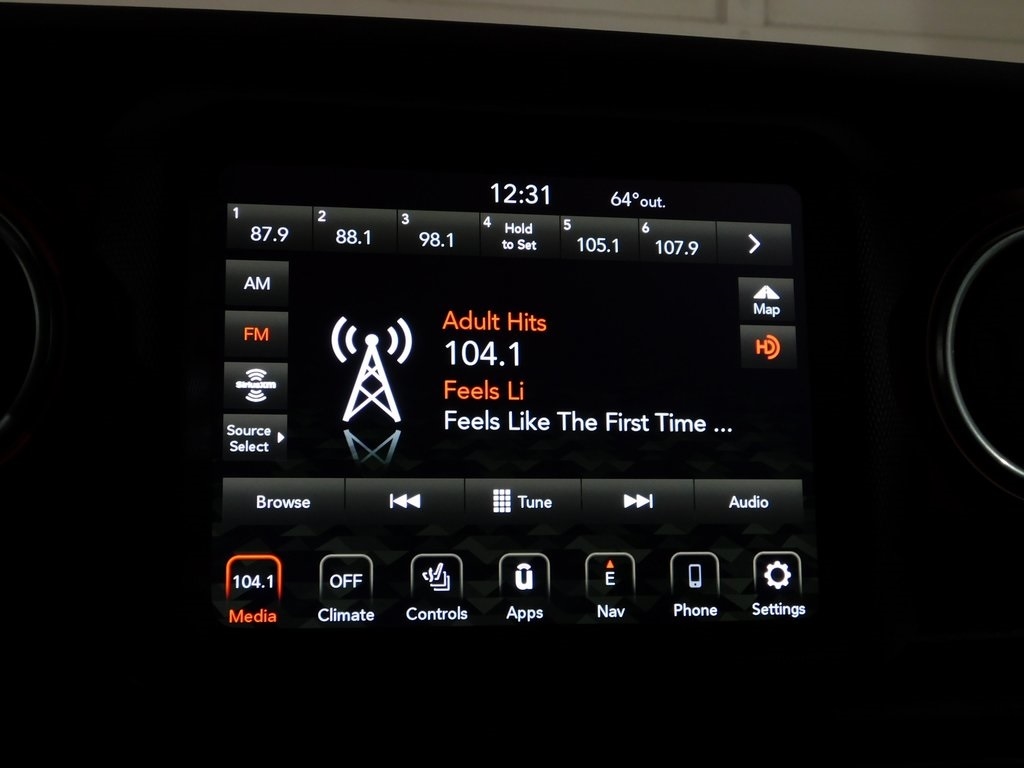 12:31 64°out.
1 87.9 2 88.1 3 98.1 4 Hold to Set 5 105.1 6 107.9
AM
FM
SiriusXM
Source
Select
Map
HD
Adult Hits
104.1
Feels Li
Feels Like The First Time ...
Browse Tune Audio
104.1 OFF E
Media Climate Controls Apps Nav Phone Settings